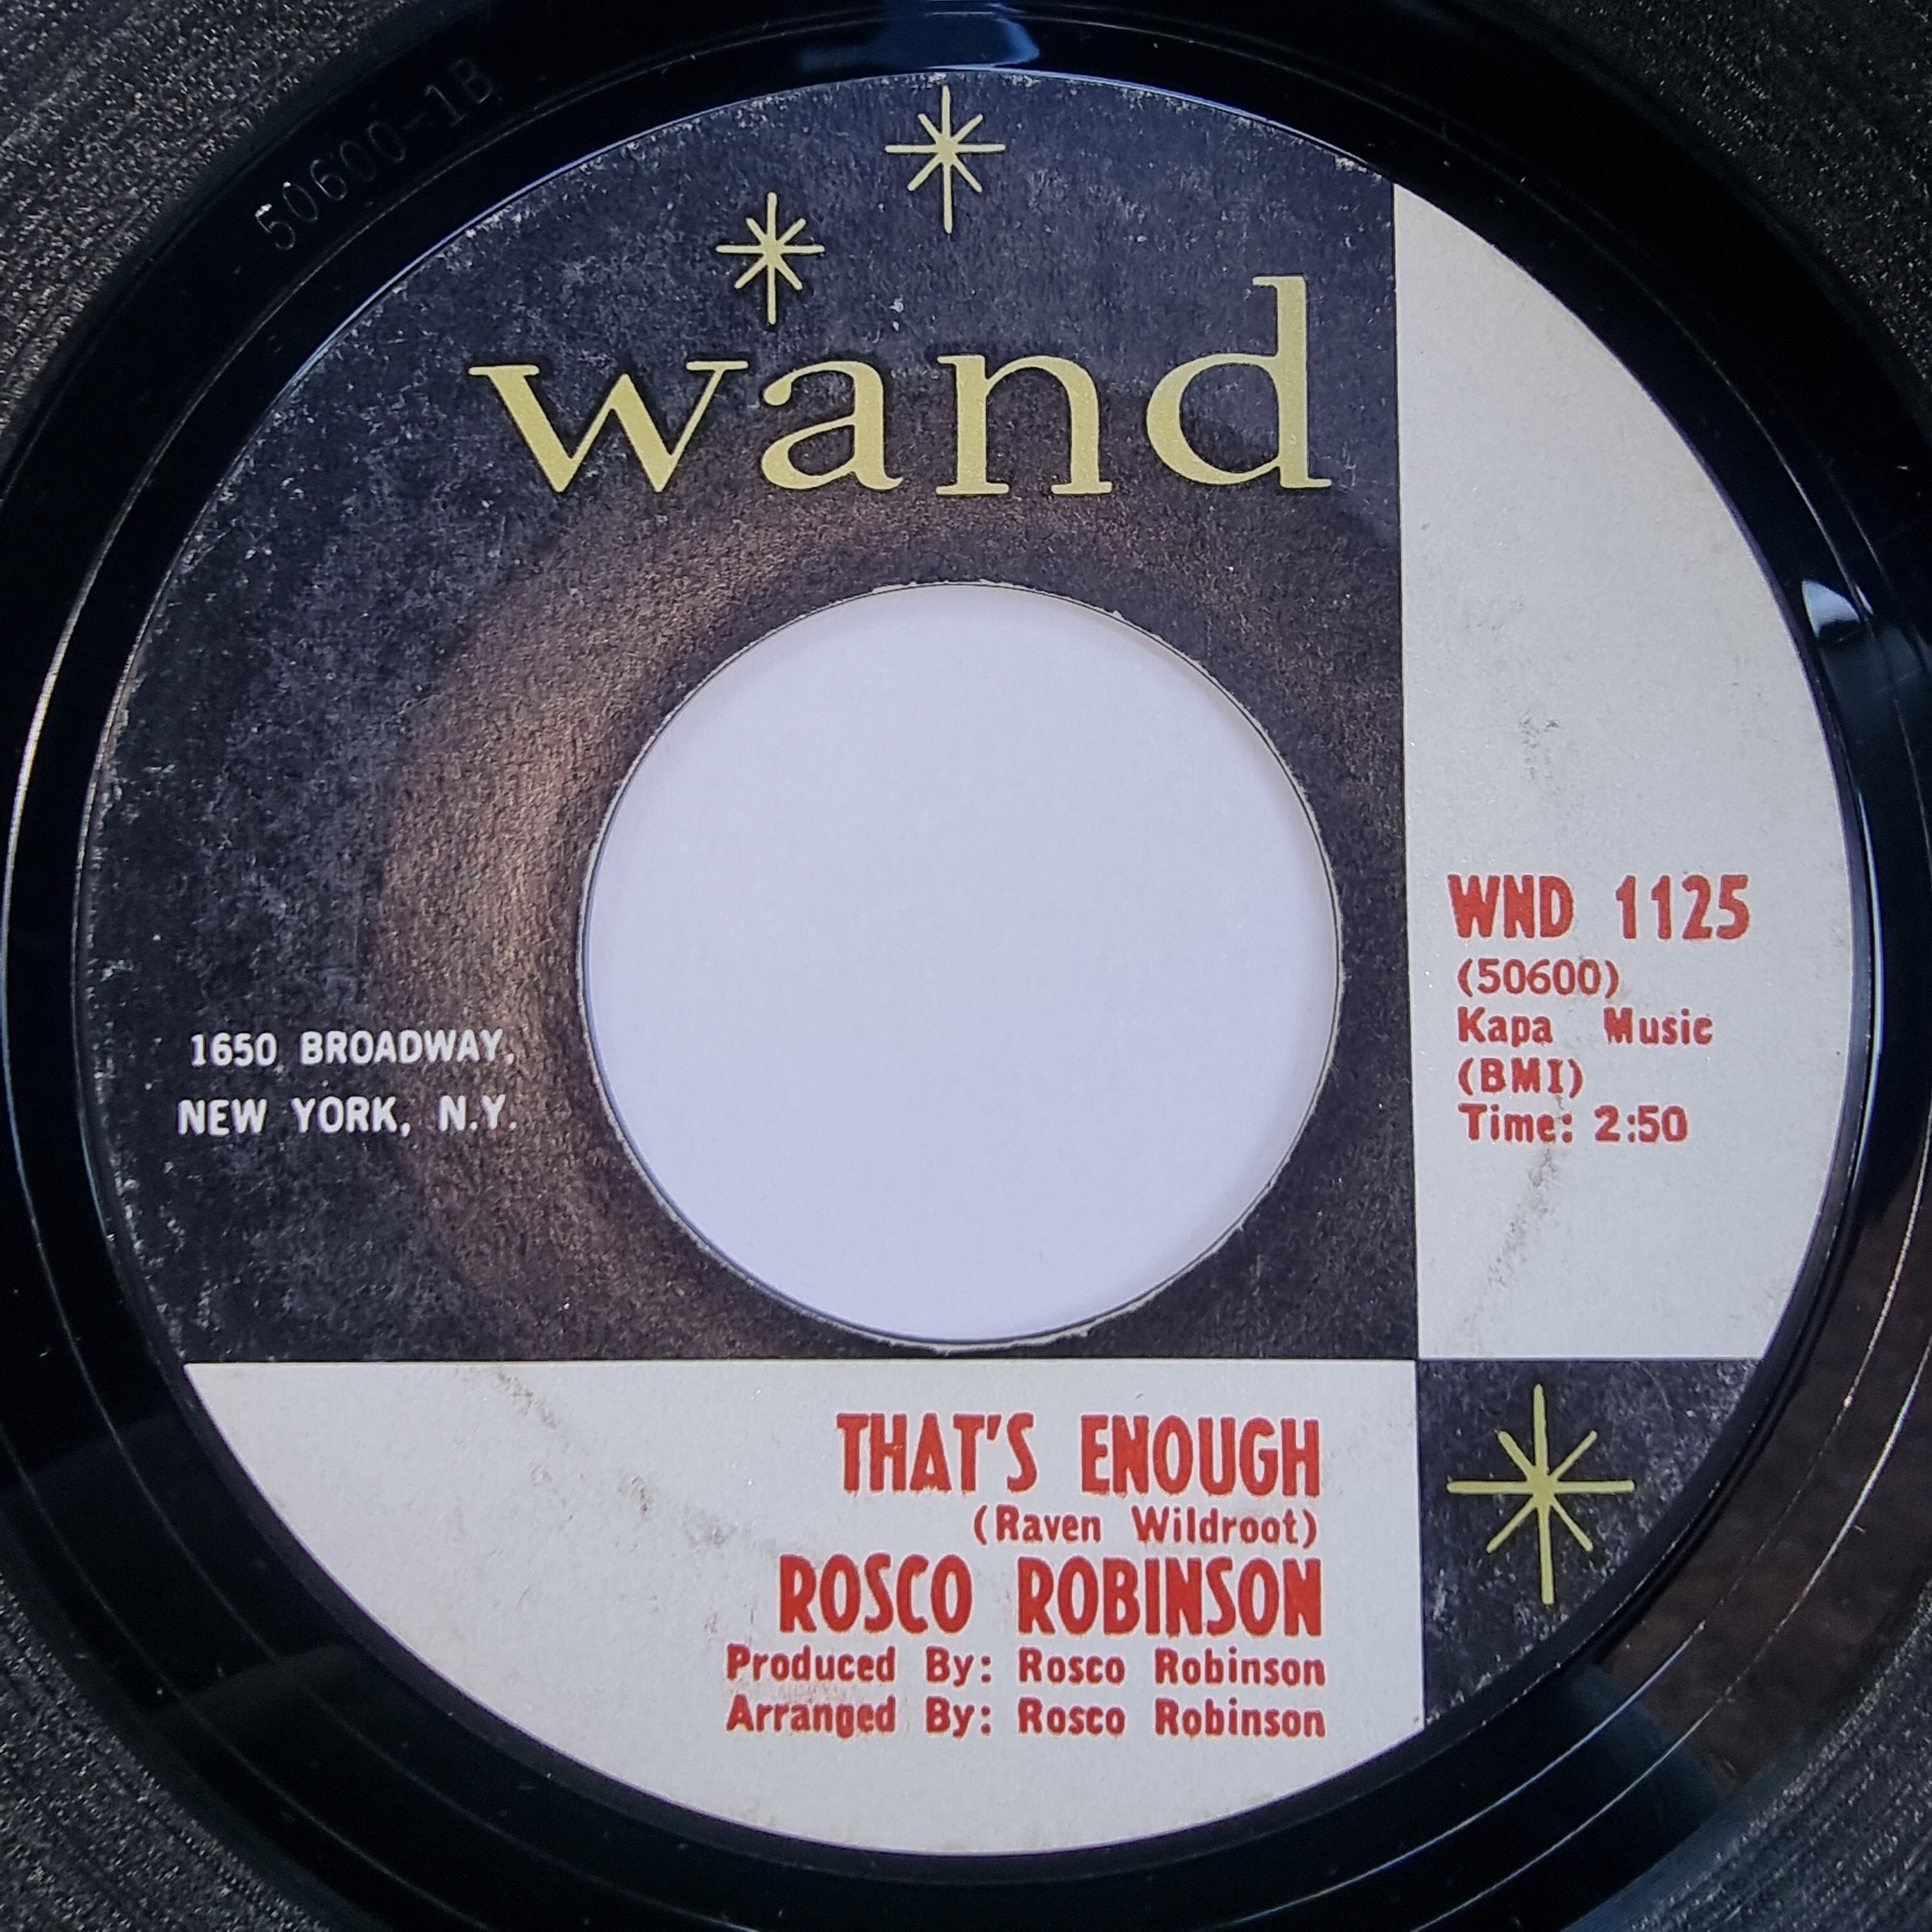 50600-1B
wand
1650 BROADWAY,
NEW YORK, N.Y.
WND 1125
(50600)
Kapa Music
(BMI)
Time: 2:50
THAT'S ENOUGH
(Raven Wildroot)
ROSCO ROBINSON
Produced By: Rosco Robinson
Arranged By: Rosco Robinson